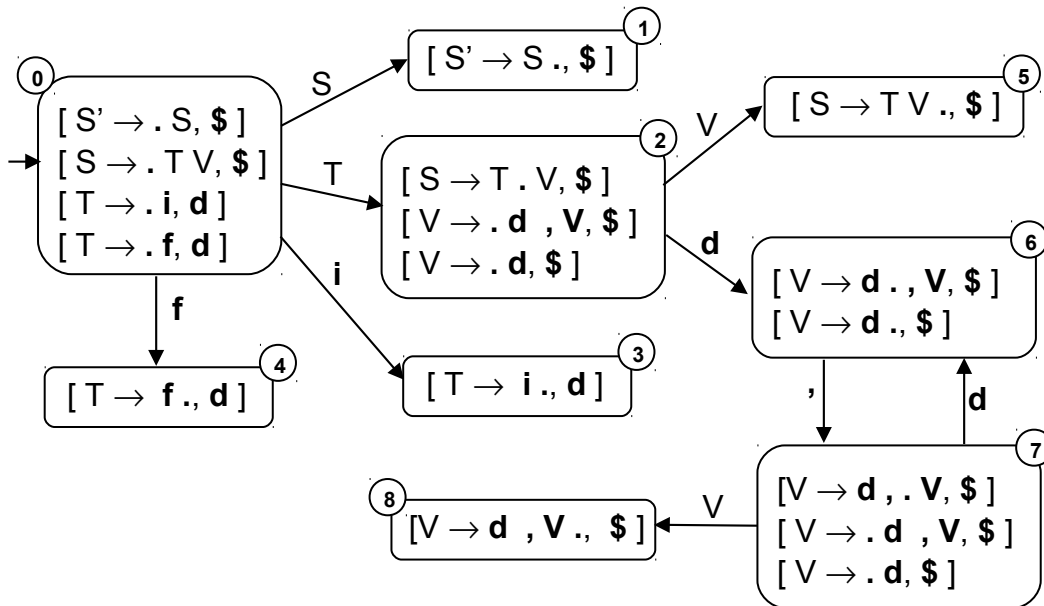 0
[ S' → . S, $ ]
[ S → . T V, $ ]
[ T → . i, d ]
[ T → . f, d ]
S
1
[ S' → S ., $ ]
T
2
[ S → T . V, $ ]
[ V → . d , V, $ ]
[ V → . d, $ ]
V
5
[ S → T V ., $ ]
d
6
[ V → d . , V, $ ]
[ V → d ., $ ]
i
3
[ T → i ., d ]
f
4
[ T → f ., d ]
,
d
7
[V → d , . V, $ ]
[ V → . d , V, $ ]
[ V → . d, $ ]
V
8
[V → d , V ., $ ]